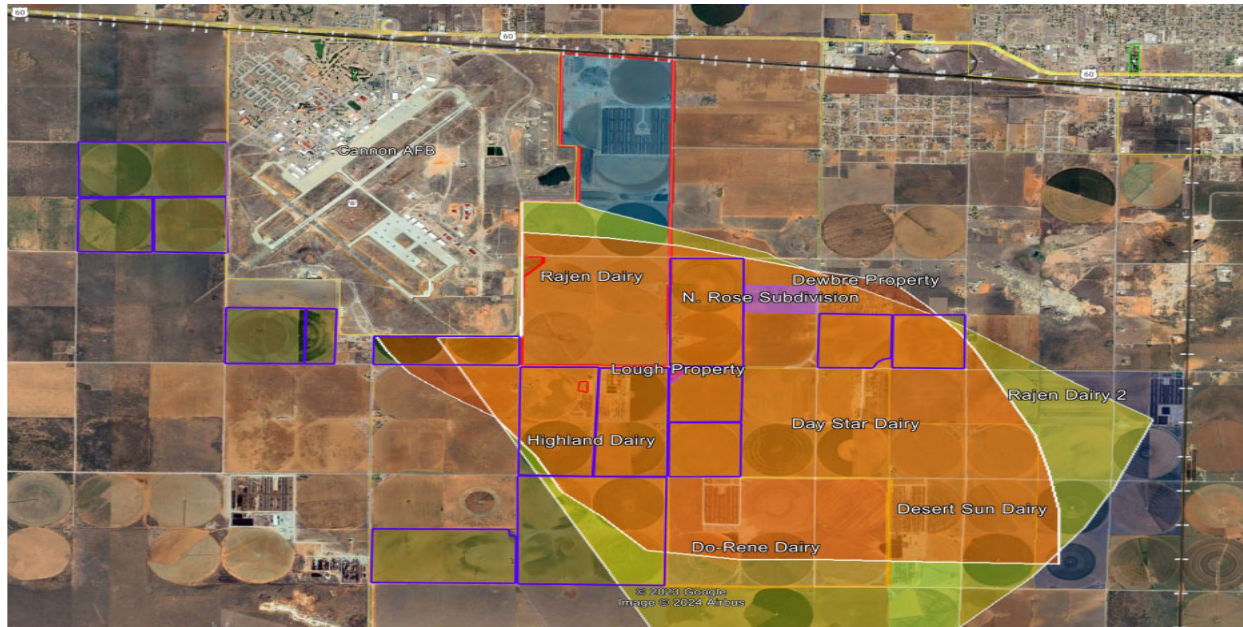 60
60
60
Cannon AFB
Rajen Dairy
Dewbre Property
N. Rose Subdivision
Lough Property
Rajen Dairy 2
Day Star Dairy
Highland Dairy
Desert Sun Dairy
Do-Rene Dairy
© 2023 Google
Image © 2024 Airbus